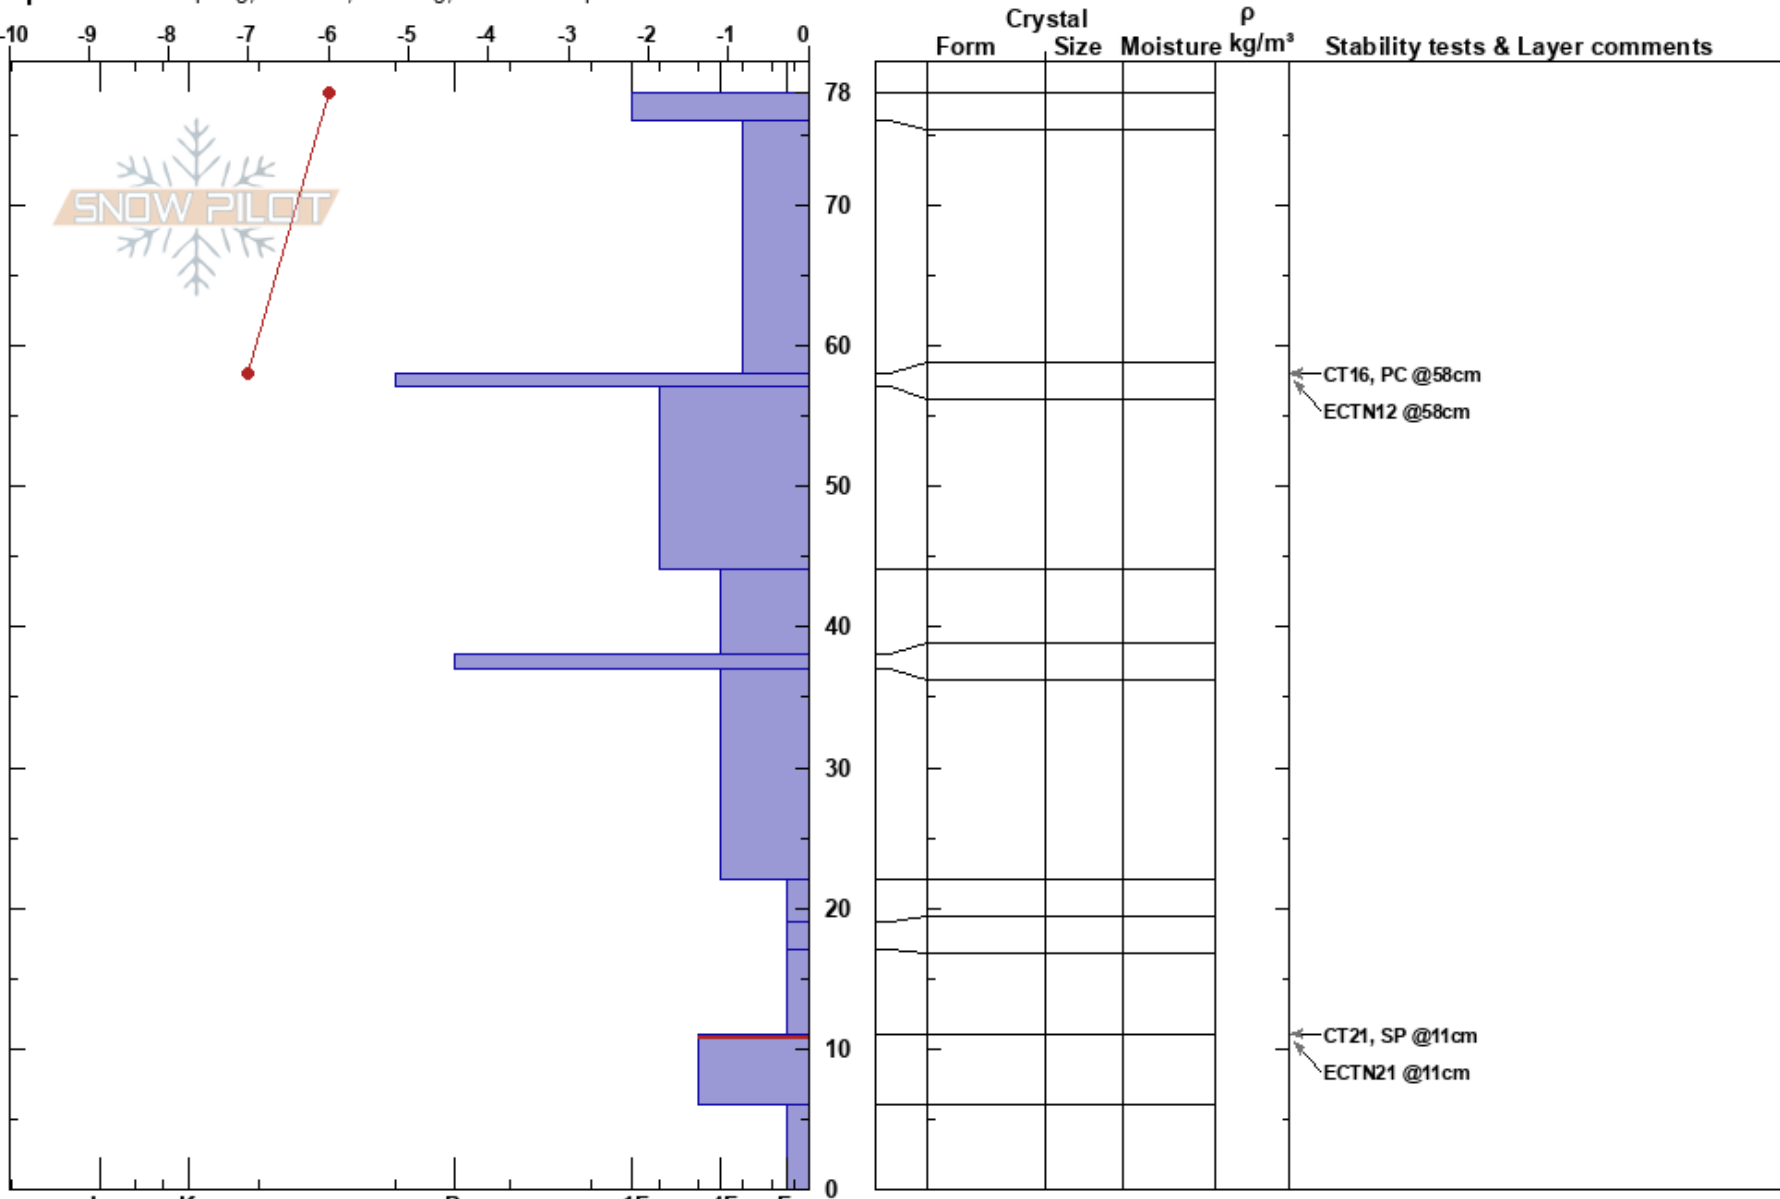 Crystal ρ
Form Size Moisture kg/m³ Stability tests & Layer comments
-10 -9 -8 -7 -6 -5 -4 -3 -2 -1 0
78
SNOW PILOT
70
60
CT16, PC @58cm
ECTN12 @58cm
50
40
30
20
CT21, SP @11cm
10
ECTN21 @11cm
0